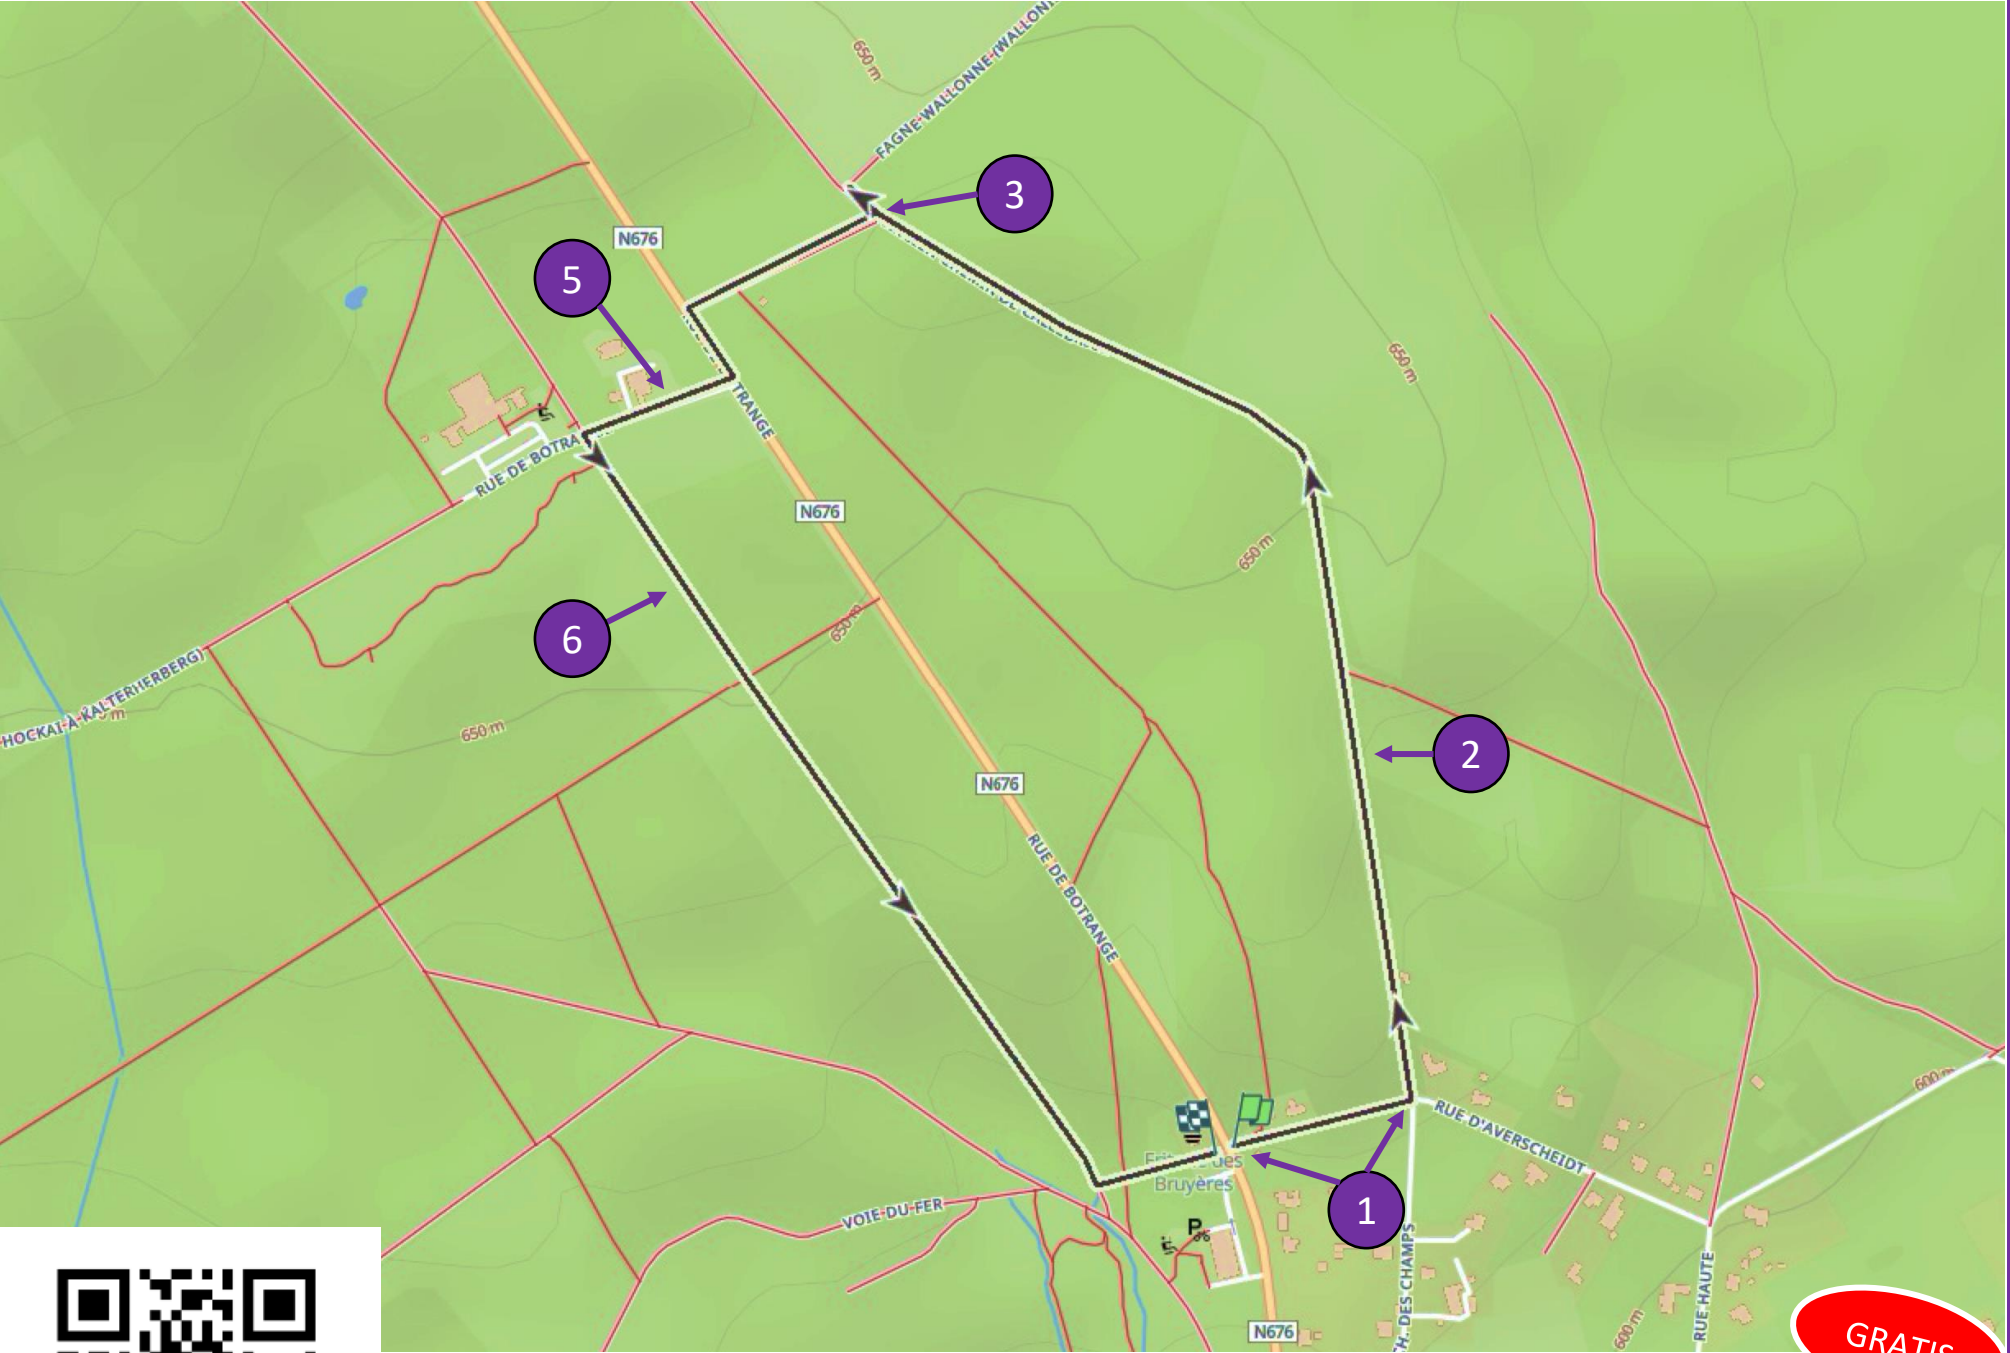 650 m
FAGNE WALLONNE (WALLON
3
N676
5
TRANGE
650 m
RUE DE BOTRA
N676
650 m
6
650 m
HOCKAI À KALTERHERBERG)
650 m
2
N676
RUE DE BOTRANGE
600 m
RUE D'AVERSCHEIDT
des
Bruyères
1
VOIE DU FER
P
CH. DES CHAMPS
RUE HAUTE
600 m
N676
GRATIS